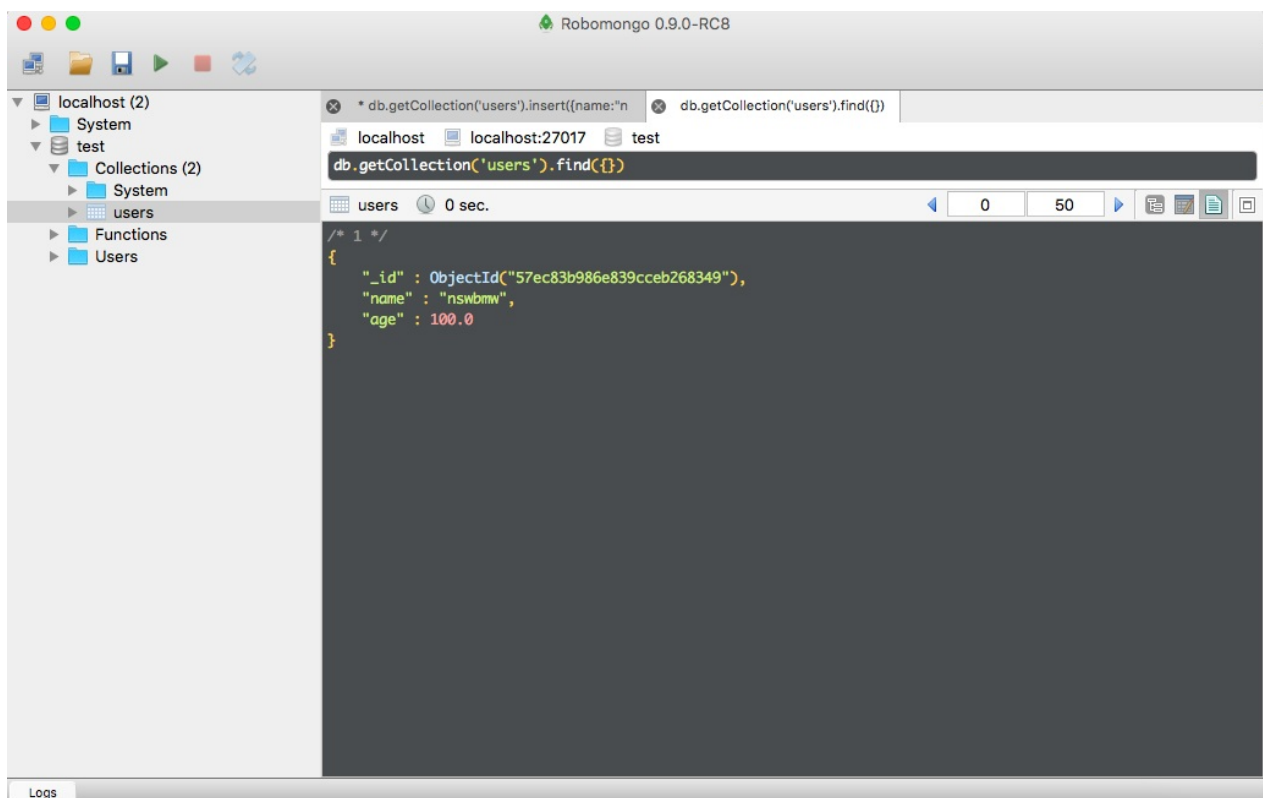 Robomongo 0.9.0-RC8
localhost (2)
System
test
Collections (2)
System
users
Functions
Users
* db.getCollection('users').insert({name:"n
db.getCollection('users').find({})
localhost localhost:27017 test
db.getCollection('users').find({})
users 0 sec. 0 50
/* 1 */
{
"_id" : ObjectId("57ec83b986e839cceb268349"),
"name" : "nswbmw",
"age" : 100.0
}
Logs